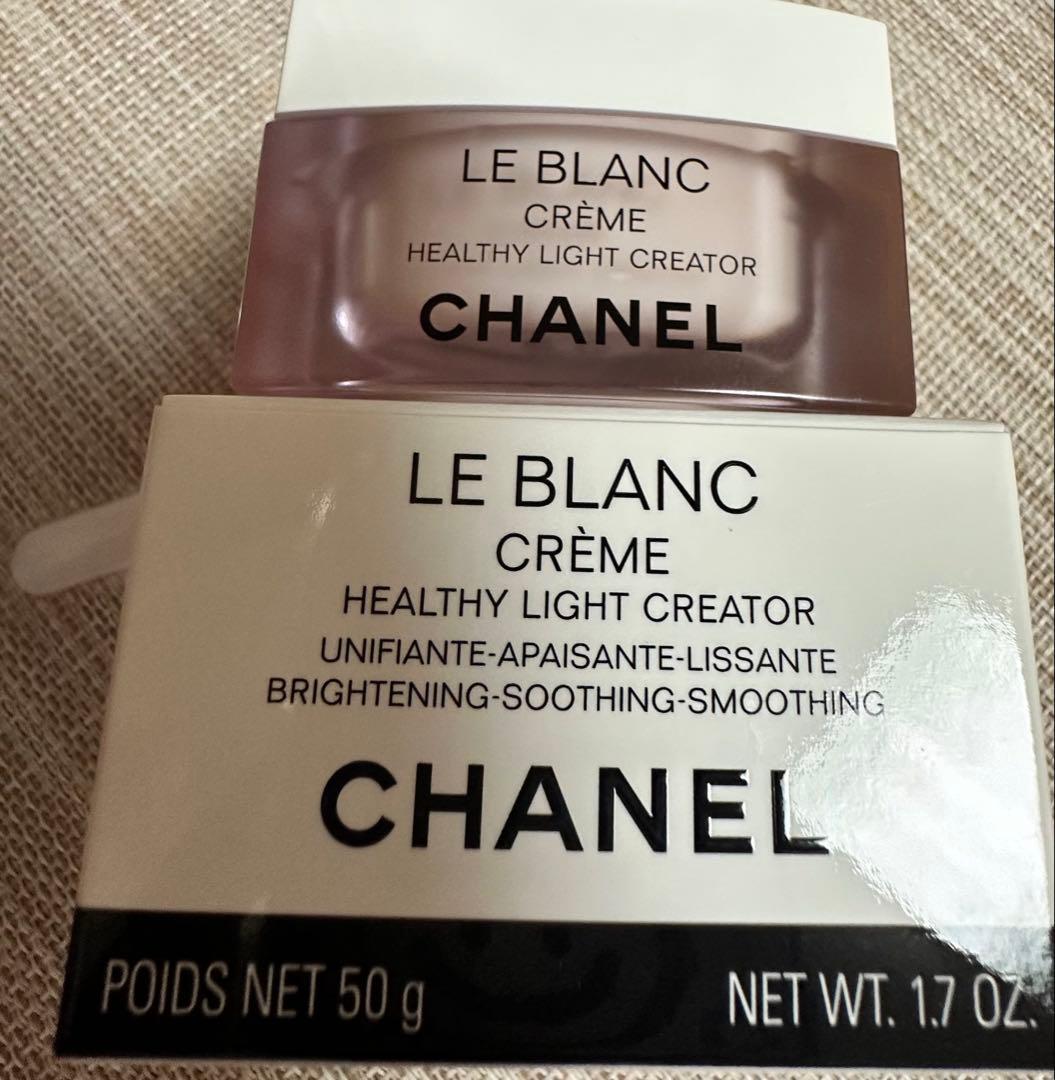 LE BLANC
CRÈME
HEALTHY LIGHT CREATOR
CHANEL
LE BLANC
CRÈME
HEALTHY LIGHT CREATOR
UNIFIANTE-APAISANTE-LISSANTE
BRIGHTENING-SOOTHING-SMOOTHING
CHANEL
POIDS NET 50 g NET WT. 1.7 OZ.